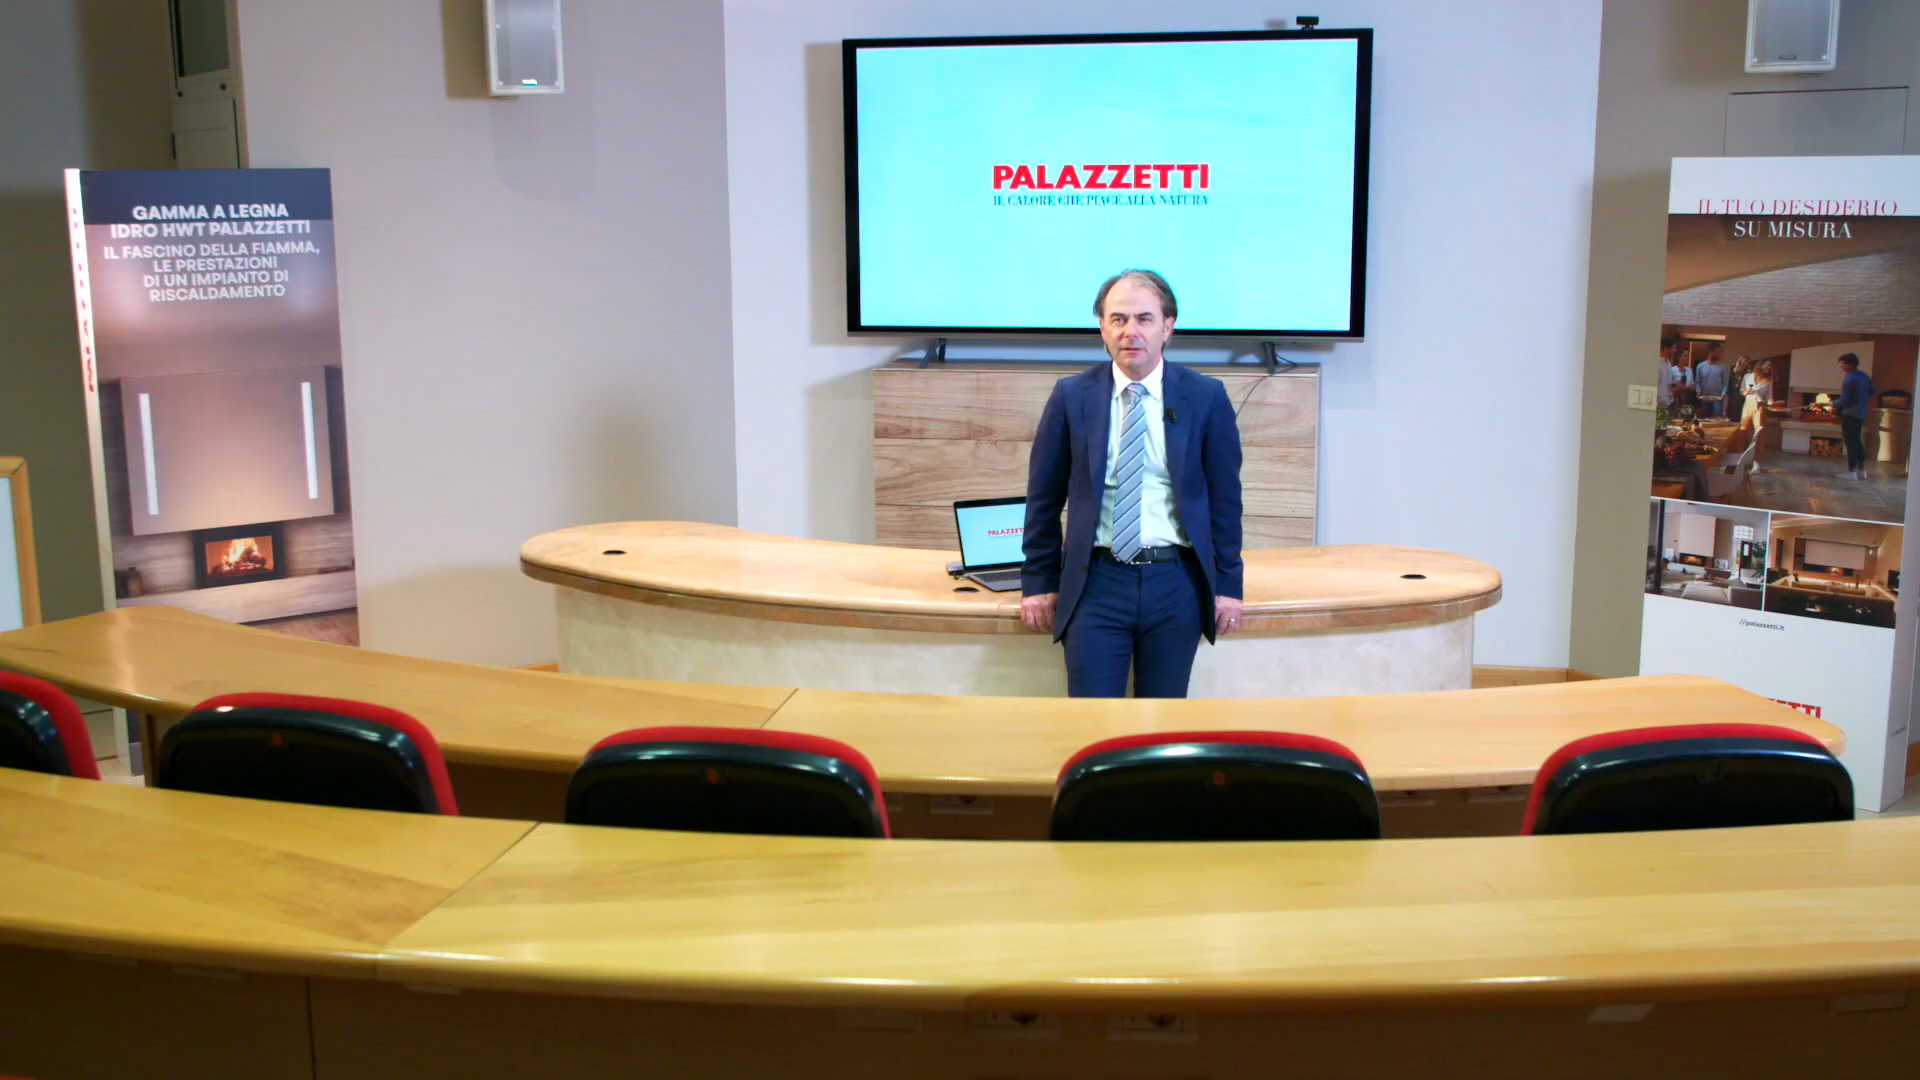 PALAZZETTI
IL CALORE CHE PIACE ALLA NATURA
GAMMA A LEGNA
IDRO HWT PALAZZETTI
IL FASCINO DELLA FIAMMA,
LE PRESTAZIONI
DI UN IMPIANTO DI
RISCALDAMENTO
IL TUO DESIDERIO
SU MISURA
//palazzetti.it